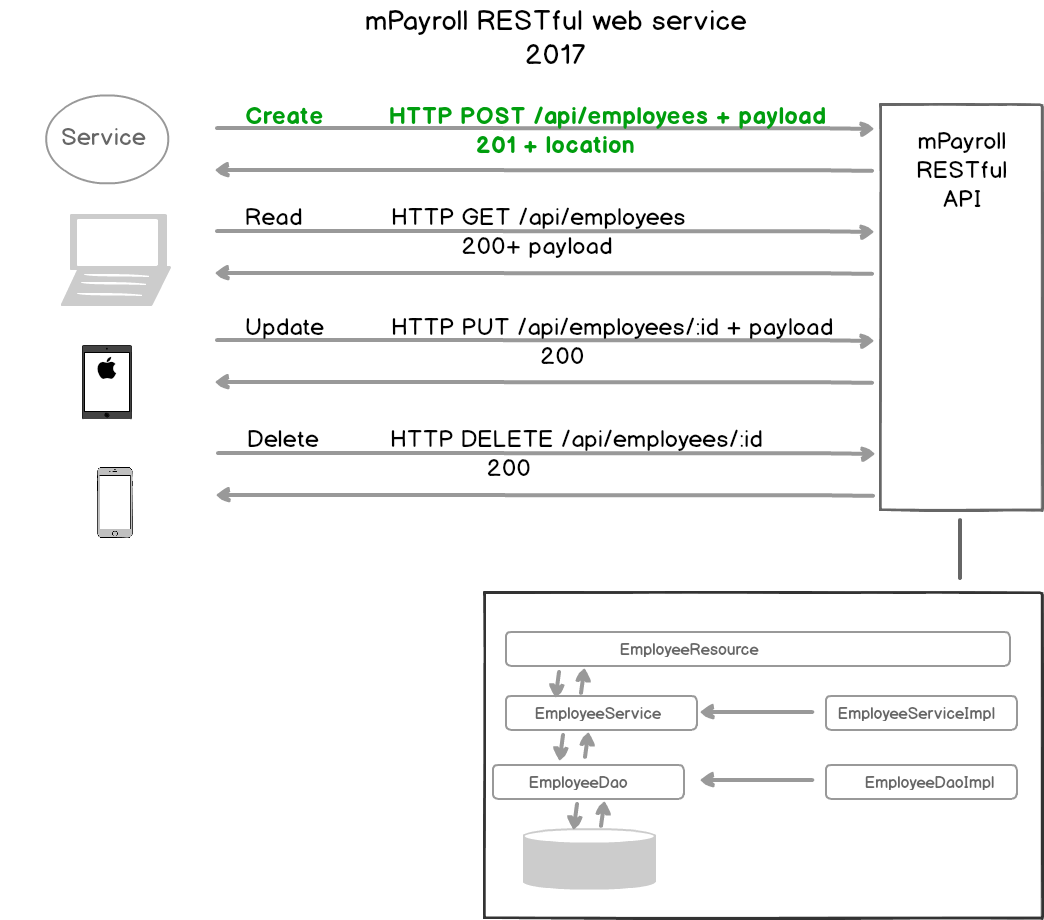 mPayroll RESTful web service
2017
Service
Create HTTP POST /api/employees + payload
201 + location
Read HTTP GET /api/employees
200+ payload
Update HTTP PUT /api/employees/:id + payload
200
Delete HTTP DELETE /api/employees/:id
200
mPayroll
RESTful
API
EmployeeResource
EmployeeService
EmployeeServiceImpl
EmployeeDao
EmployeeDaoImpl